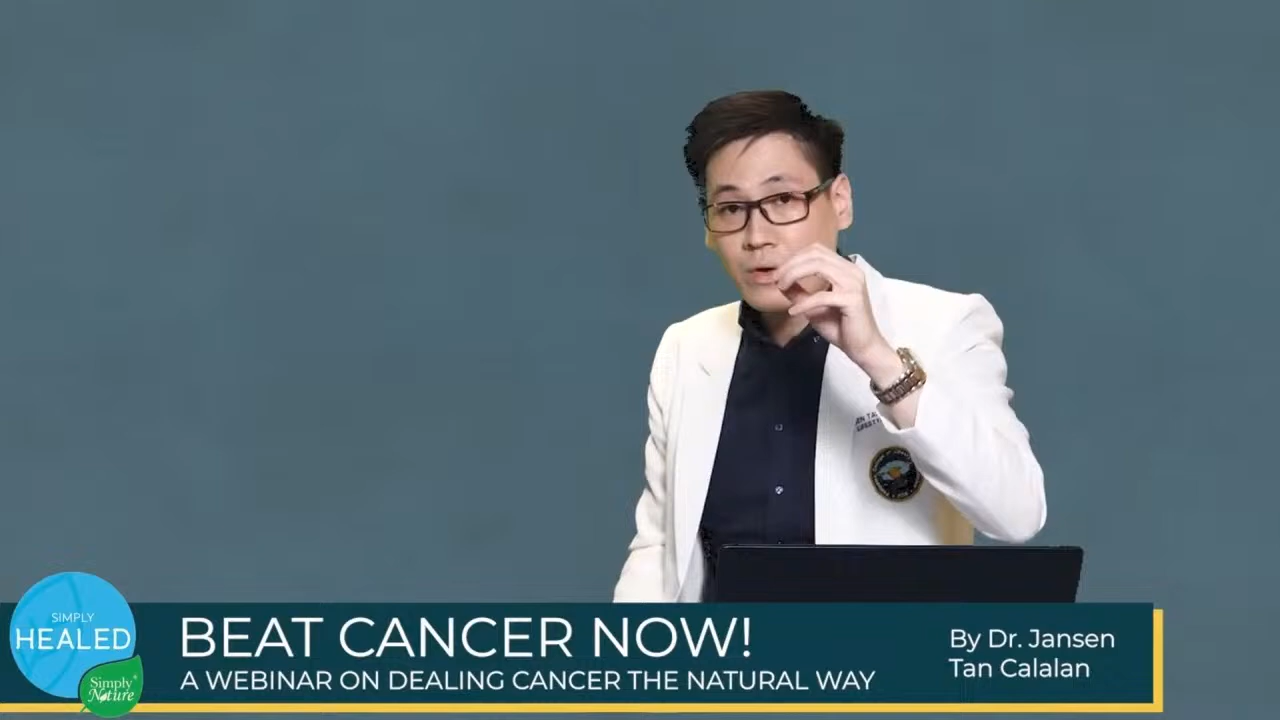 SIMPLY
HEALED
Simply
Nature
BEAT CANCER NOW!
A WEBINAR ON DEALING CANCER THE NATURAL WAY
By Dr. Jansen
Tan Calalan